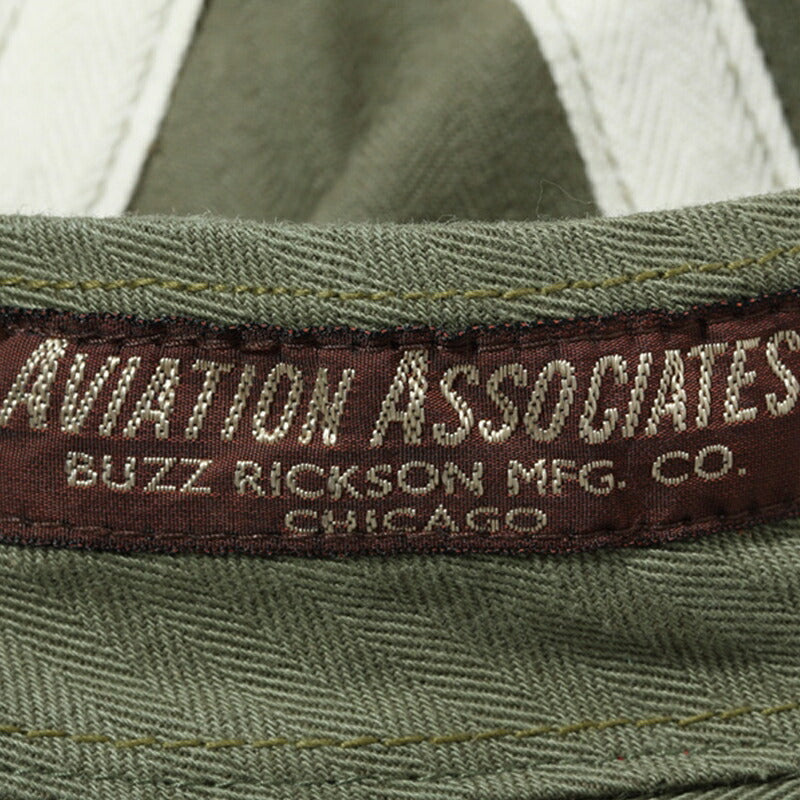 AVIATION ASSOCIATES
BUZZ RICKSON MFG. CO.
CHICAGO